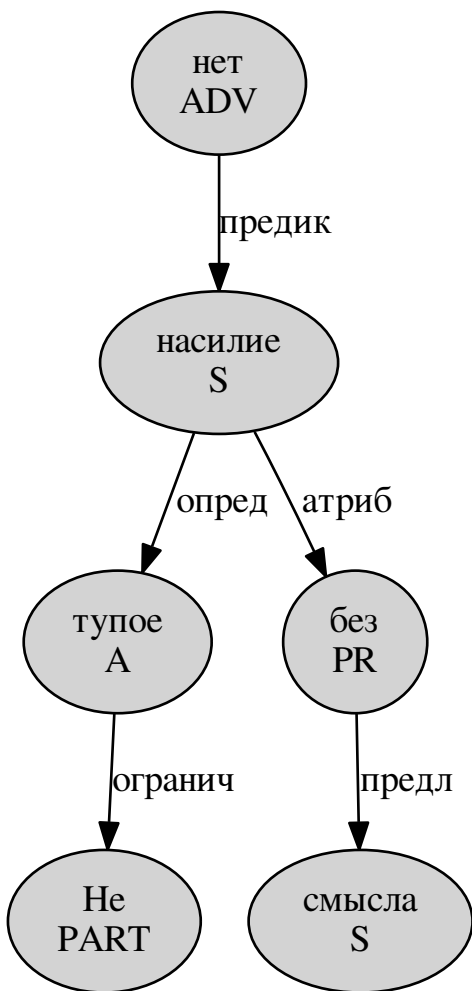 нет
ADV
предик
насилие
S
опред
атриб
тупое
A
без
PR
огранич
предл
Не
PART
смысла
S